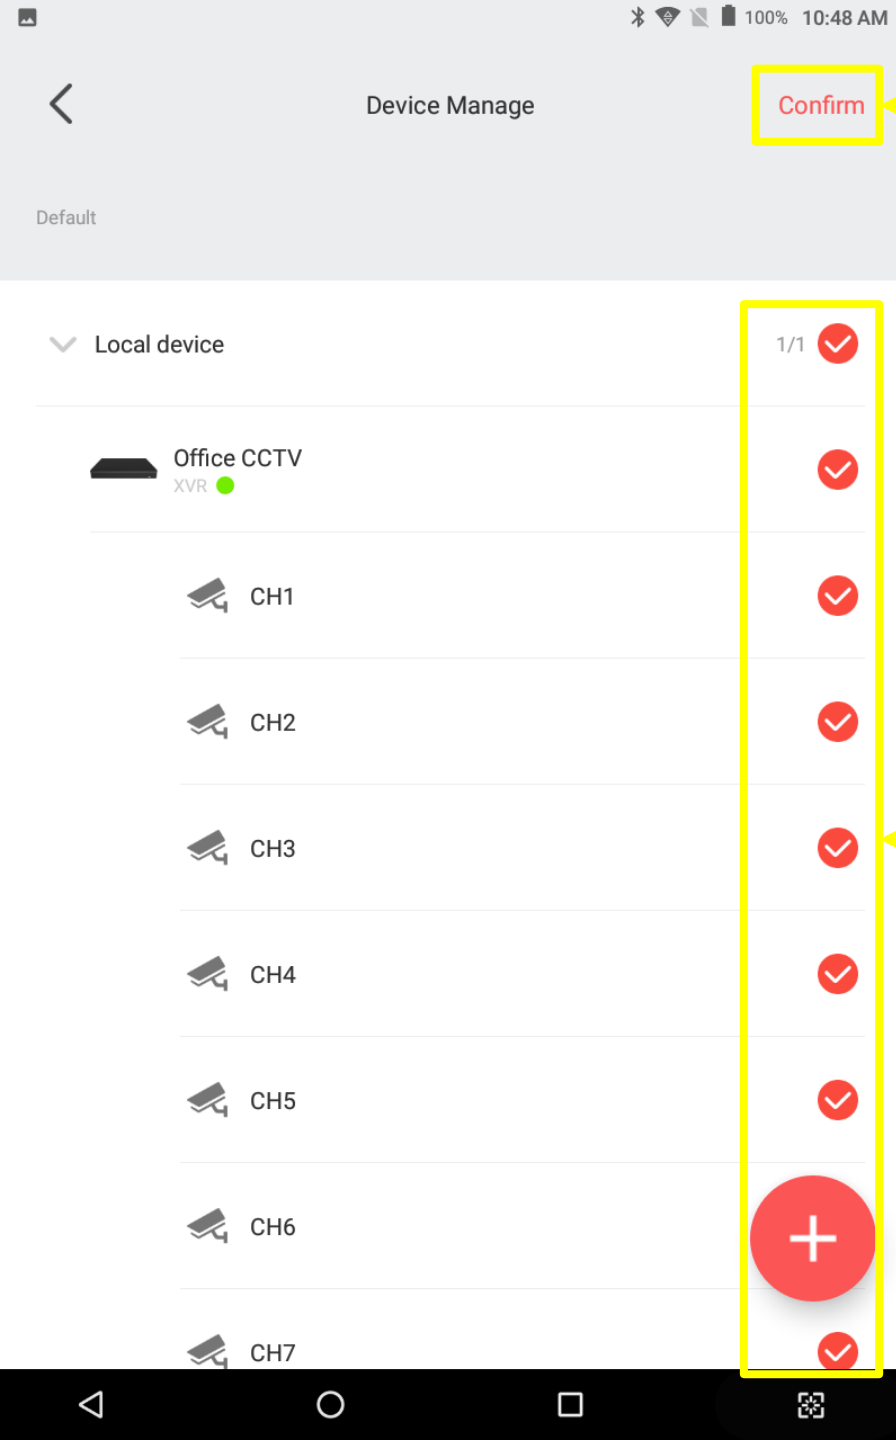 100% 10:48 AM
Device Manage
Confirm
Default
Local device
1/1
Office CCTV
XVR
CH1
CH2
CH3
CH4
CH5
CH6
CH7